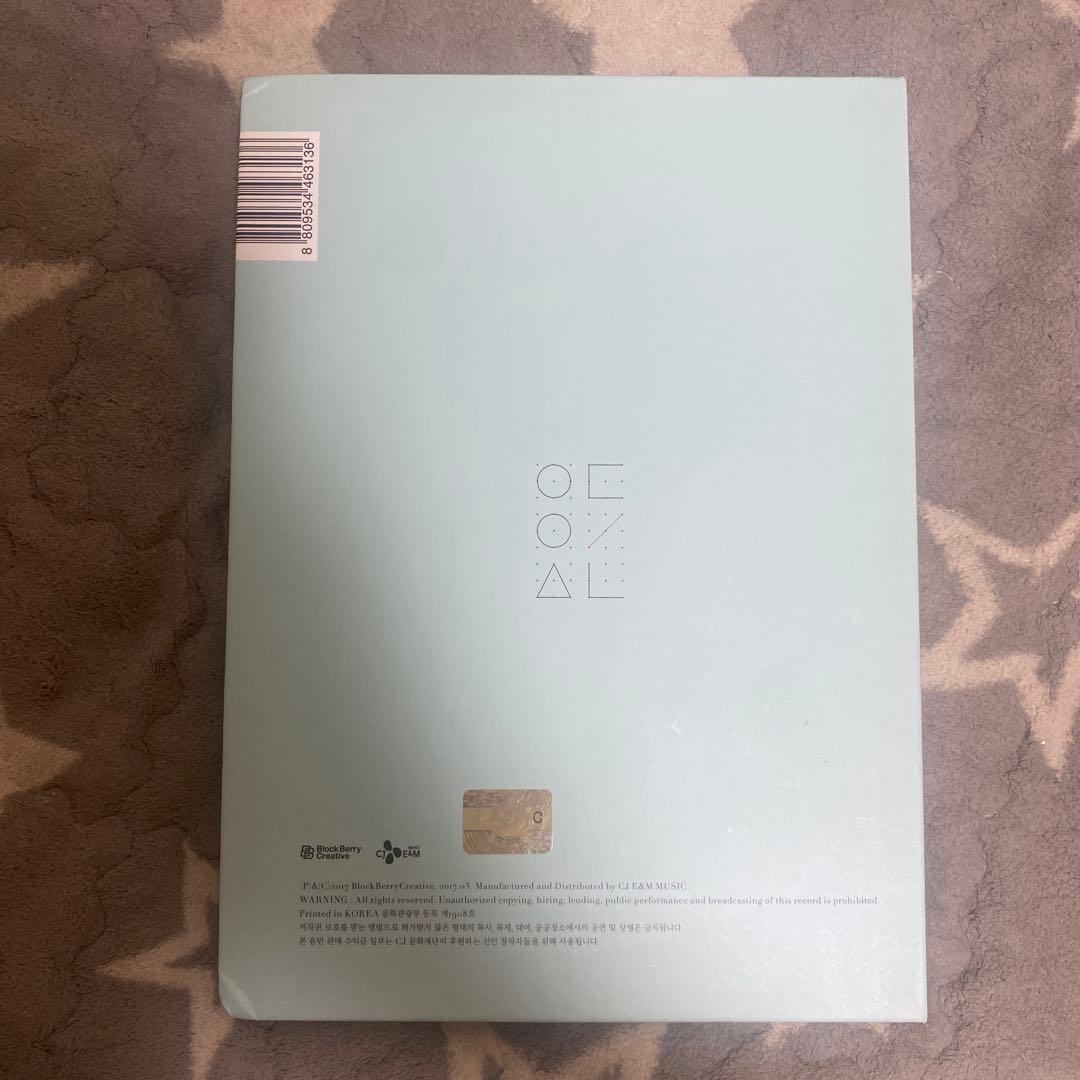 8 809534 463136
BlockBerry
Creative
CJ E&M
MUSIC
C
(P)&(C)2017 BlockBerryCreative. 2017.03. Manufactured and Distributed by CJ E&M MUSIC.
WARNING : All rights reserved. Unauthorized copying, hiring, lending, public performance and broadcasting of this record is prohibited.
Printed in KOREA 문화관광부 등록 제1908호
저작권 보호를 받는 앨범으로 허가받지 않은 형태의 복사, 복제, 대여, 공공장소에서의 공연 및 상영은 금지됩니다.
본 음반 판매 수익금 일부는 CJ 문화재단이 후원하는 신인 창작자들을 위해 사용됩니다.